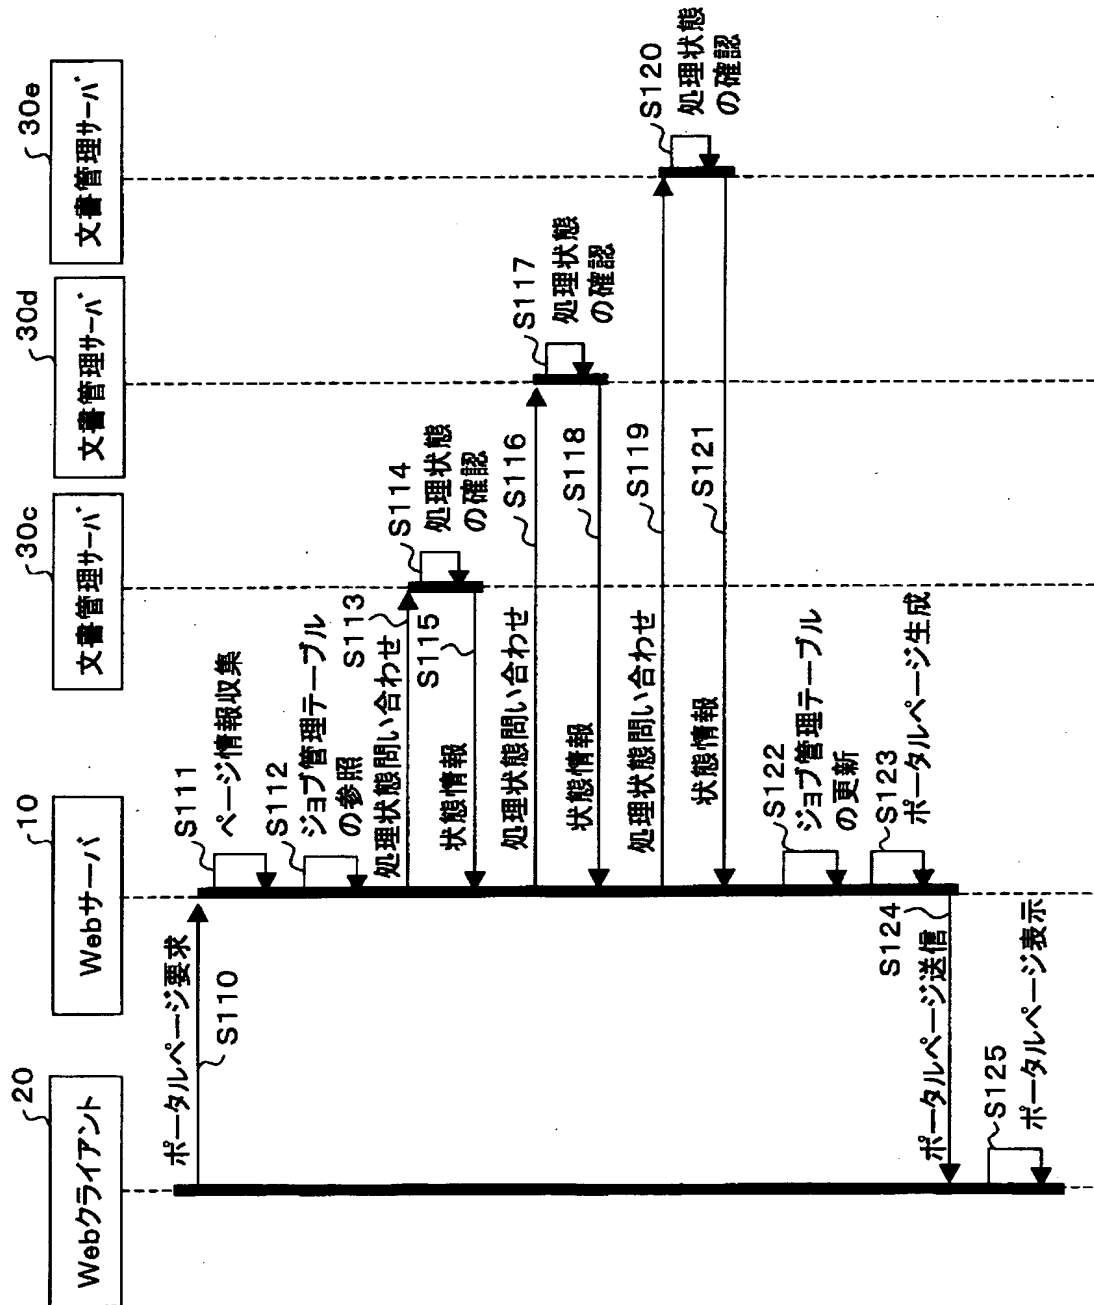 20
Webクライアント
10
Webサーバ
30c
文書管理サーバ
30d
文書管理サーバ
30e
文書管理サーバ
ポータルページ要求
S110
S111
ページ情報収集
S112
ジョブ管理テーブル
の参照
処理状態問い合わせ
S113
S114
処理状態
の確認
S115
状態情報
処理状態問い合わせ
S116
S117
処理状態
の確認
状態情報
S118
処理状態問い合わせ
S119
S120
処理状態
の確認
状態情報
S121
S122
ジョブ管理テーブル
の更新
S123
ポータルページ生成
S124
ポータルページ送信
S125
ポータルページ表示